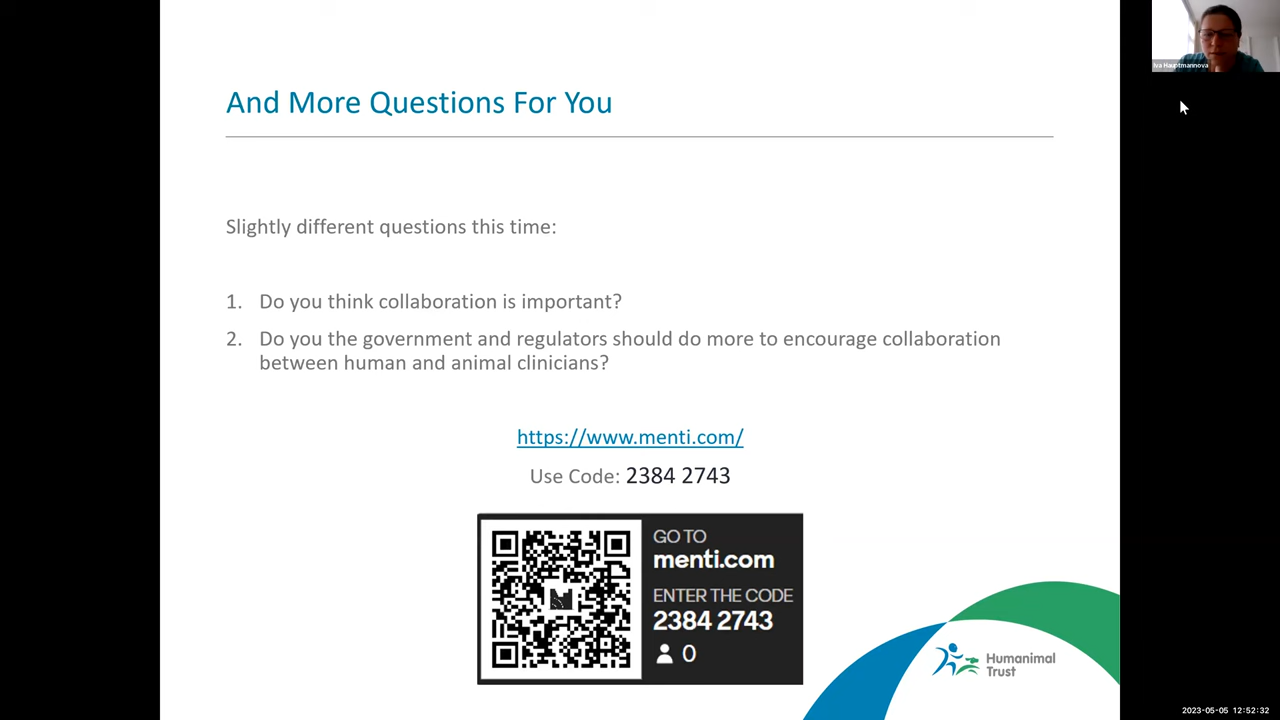 And More Questions For You
Iva Hauptmannova
Slightly different questions this time:
1. Do you think collaboration is important?
2. Do you the government and regulators should do more to encourage collaboration
between human and animal clinicians?
https://www.menti.com/
Use Code: 2384 2743
GO TO
menti.com
ENTER THE CODE
2384 2743
0
Humanimal
Trust
2023-05-05 12:52:32